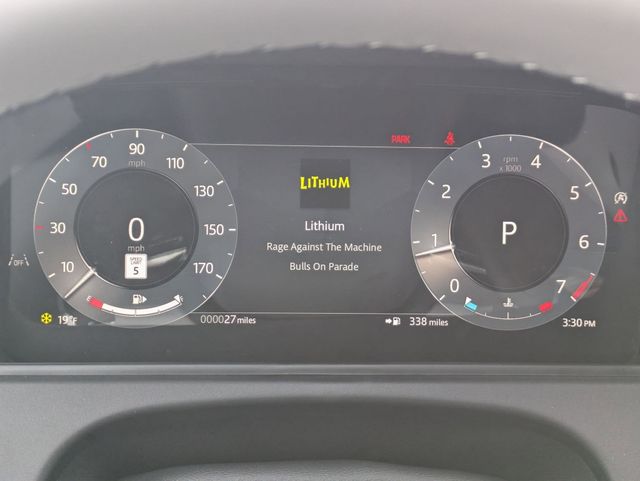 PARK
70 90 110
mph
50 130
30 150
10 170
0
mph
SPEED
LIMIT
5
OFF
E F
LITHIUM
Lithium
Rage Against The Machine
Bulls On Parade
3 rpm 4
x 1000
2 5
1 6
0 7
P
19°F
000027 miles
338 miles
3:30 PM